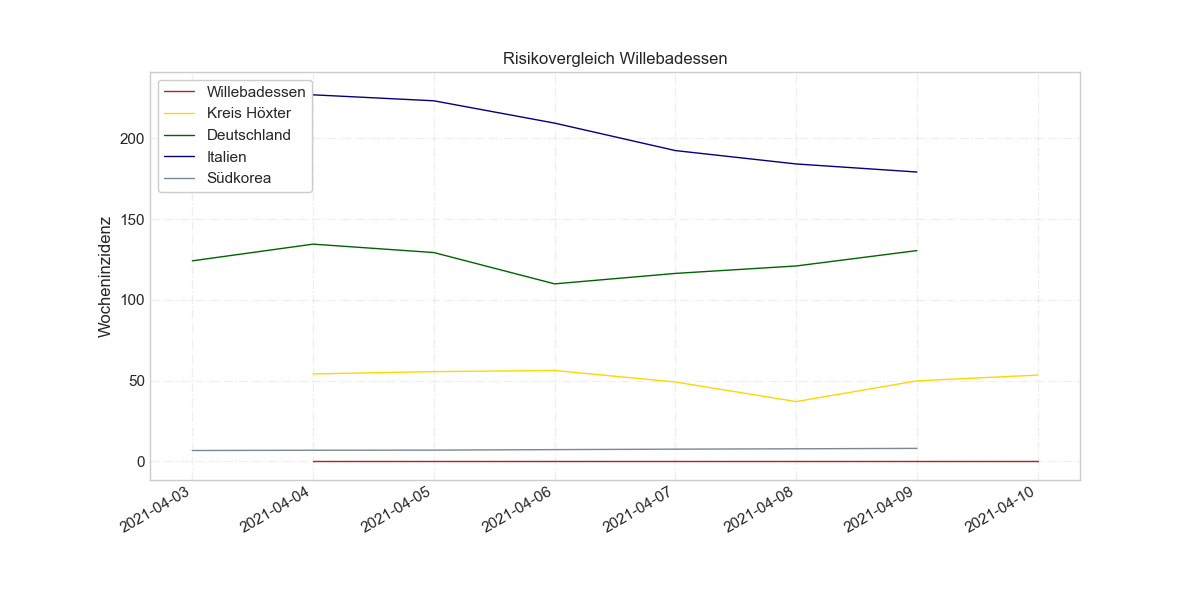 Risikovergleich Willebadessen
Willebadessen
Kreis Höxter
Deutschland
Italien
Südkorea
Wocheninzidenz
200
150
100
50
0
2021-04-03
2021-04-04
2021-04-05
2021-04-06
2021-04-07
2021-04-08
2021-04-09
2021-04-10